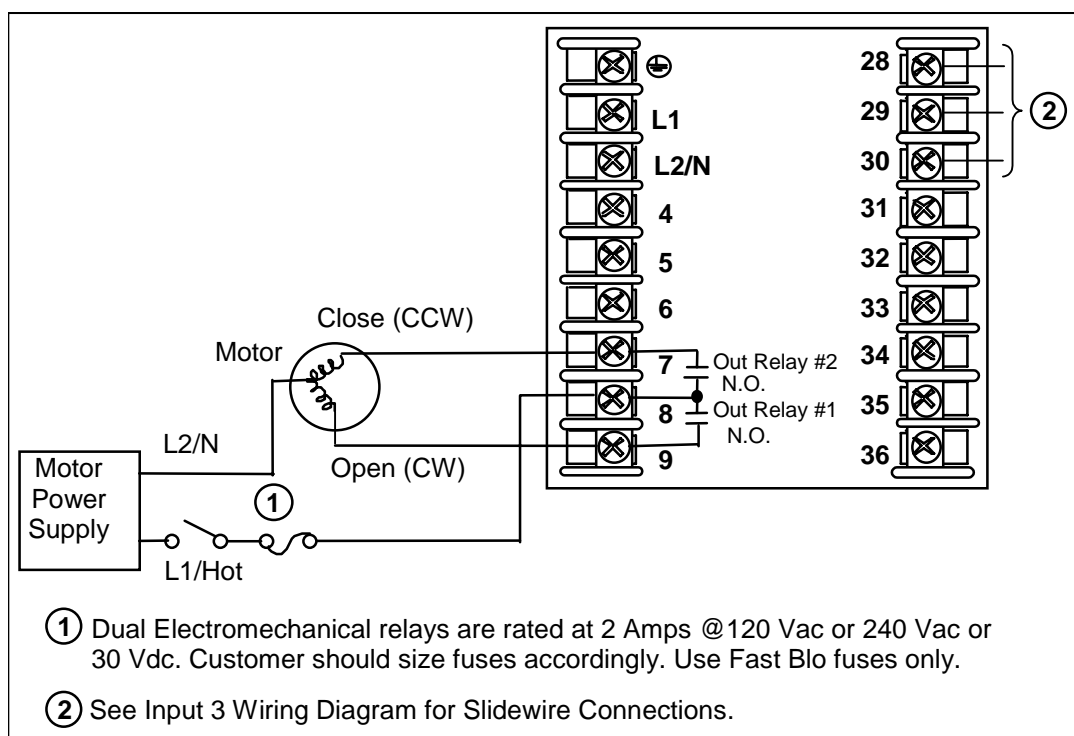 28
L1
29
2
L2/N
30
4
31
5
32
6
33
Close (CCW)
Motor
7
Out Relay #2
N.O.
34
8
Out Relay #1
N.O.
35
L2/N
Open (CW)
9
36
Motor
Power
Supply
1
L1/Hot
1 Dual Electromechanical relays are rated at 2 Amps @120 Vac or 240 Vac or
30 Vdc. Customer should size fuses accordingly. Use Fast Blo fuses only.
2 See Input 3 Wiring Diagram for Slidewire Connections.